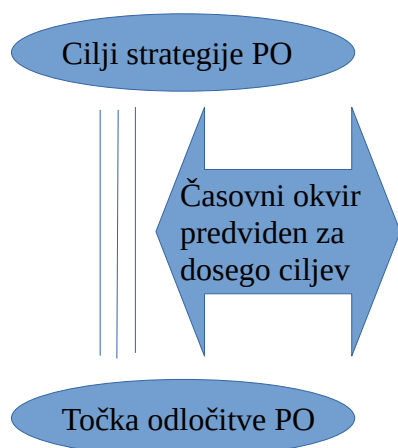 Cilji strategije PO
Časovni okvir
predviden za
dosego ciljev
Točka odločitve PO